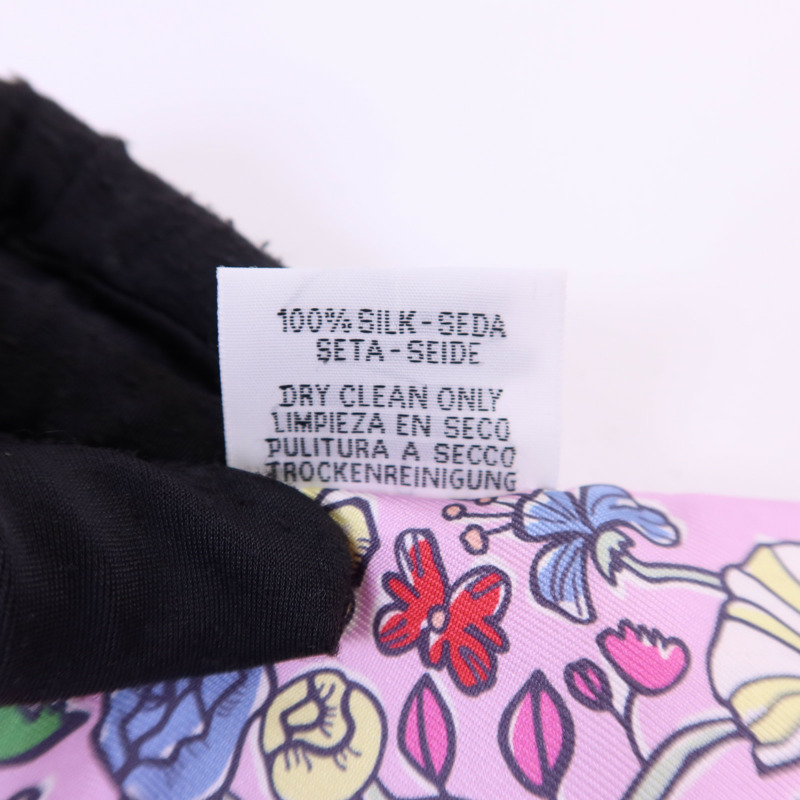 100% SILK - SEDA
SETA - SEIDE
DRY CLEAN ONLY
LIMPIEZA EN SECO
PULITURA A SECCO
TROCKENREINIGUNG